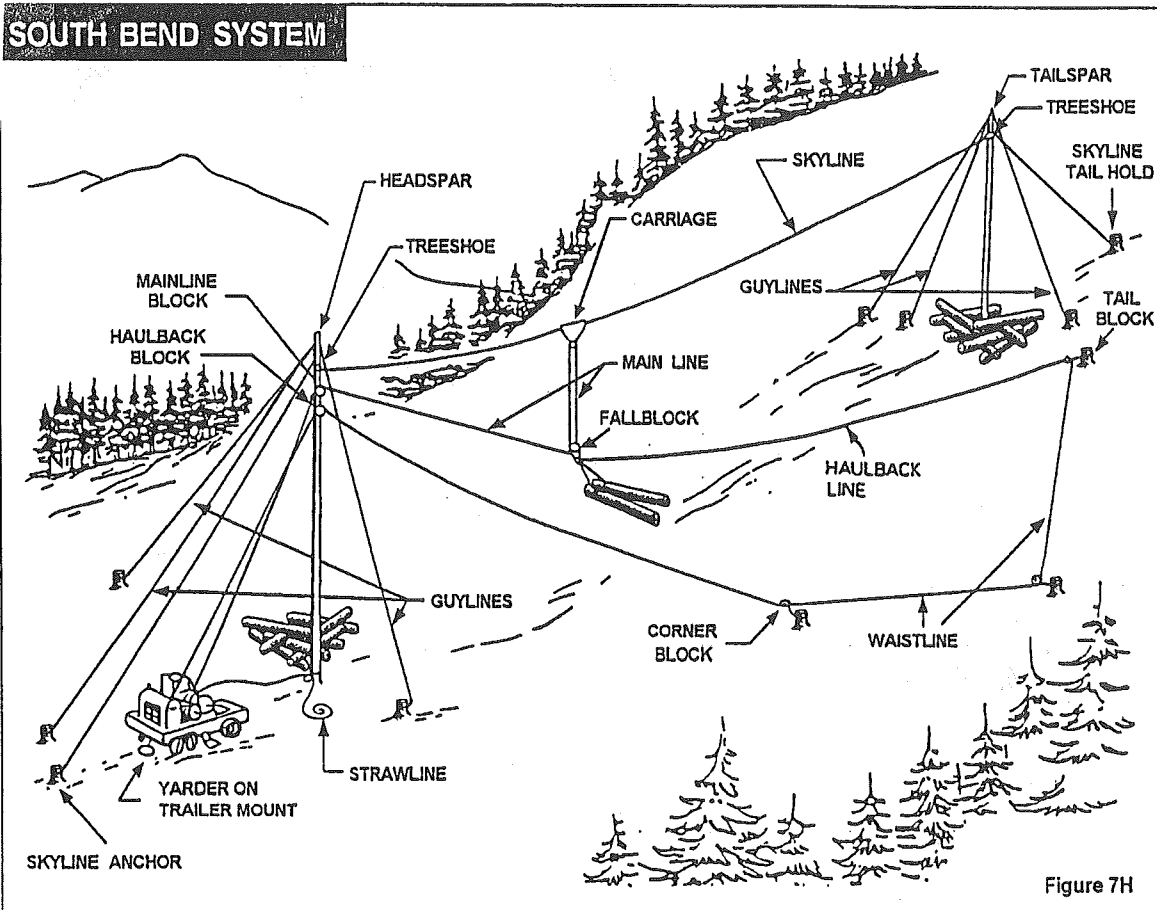 SOUTH BEND SYSTEM
TAILSPAR
TREESHOE
SKYLINE
TAIL HOLD
SKYLINE
HEADSPAR
CARRIAGE
TREESHOE
MAINLINE
BLOCK
HAULBACK
BLOCK
GUYLINES
TAIL
BLOCK
MAIN LINE
FALLBLOCK
HAULBACK
LINE
GUYLINES
CORNER
BLOCK
WAISTLINE
STRAWLINE
YARDER ON
TRAILER MOUNT
SKYLINE ANCHOR
Figure 7H